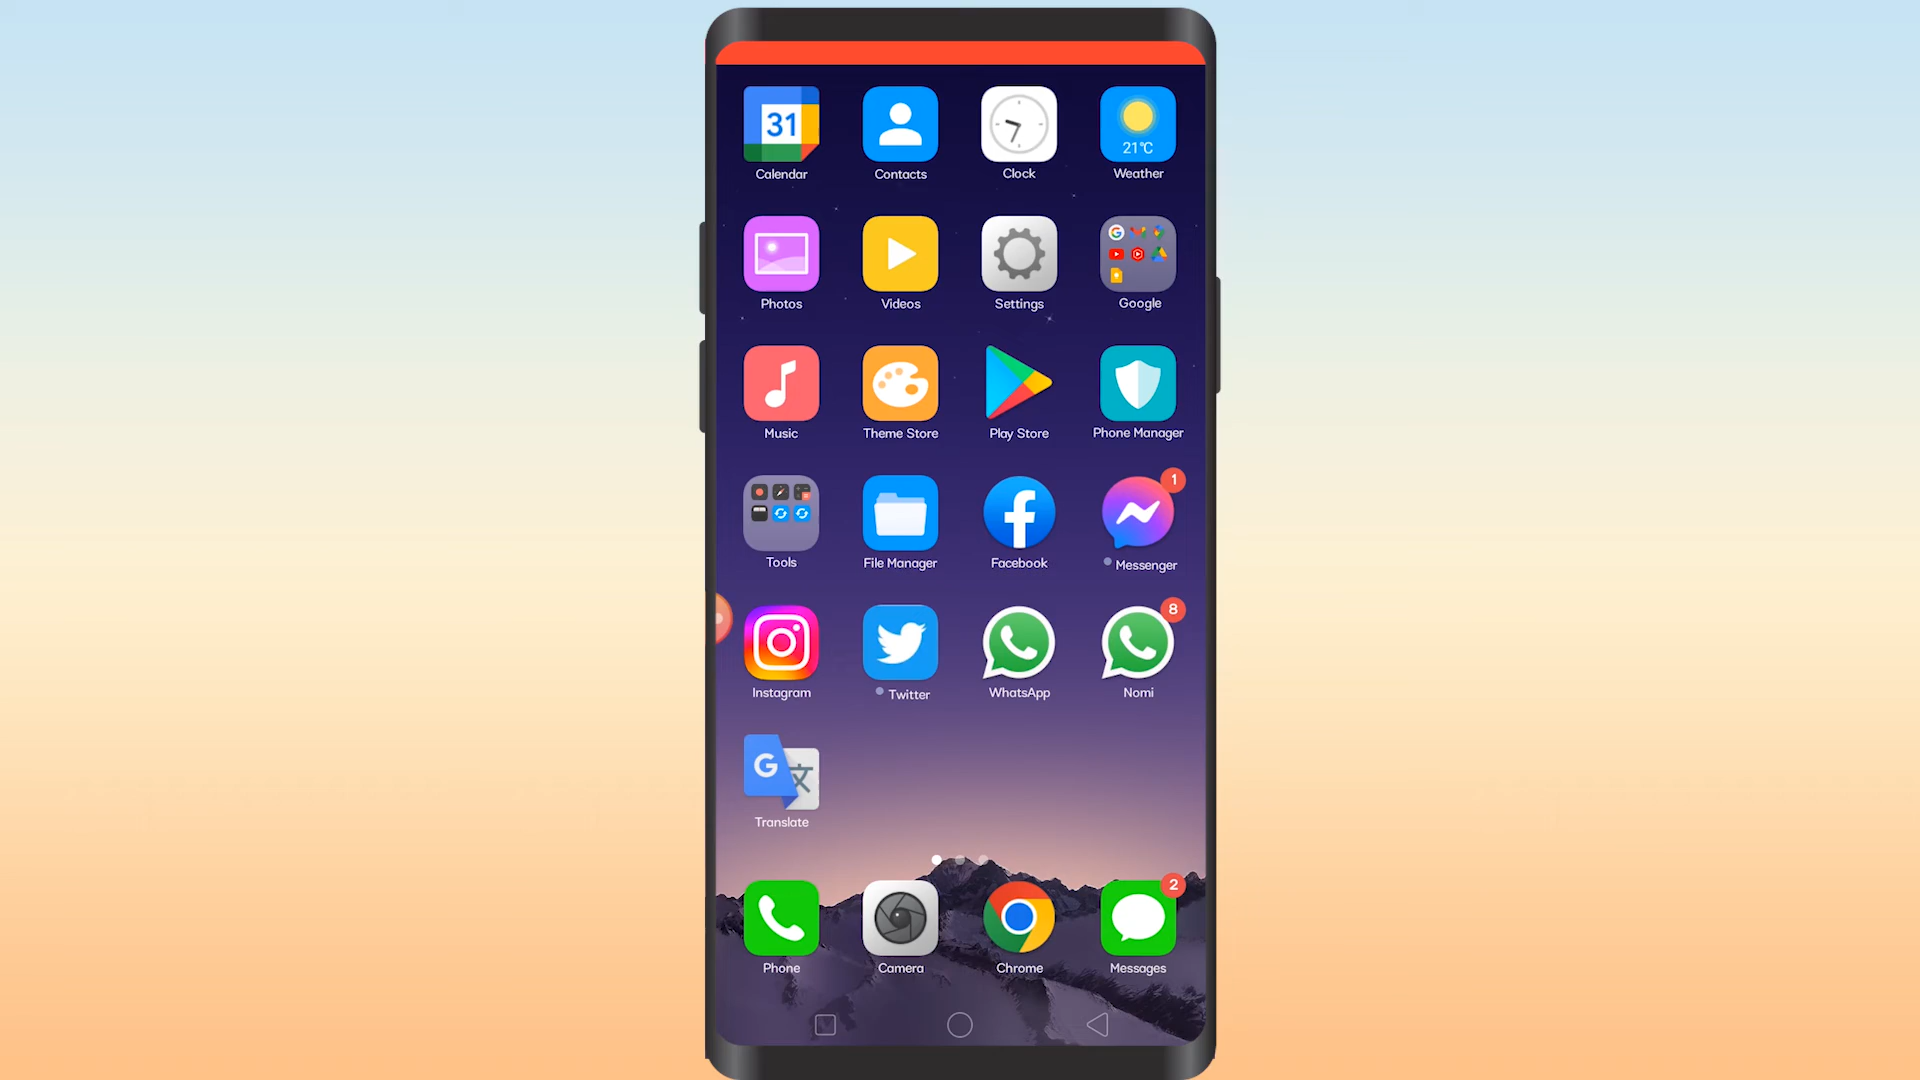 31
21°C
Calendar Contacts Clock Weather
G
Photos Videos Settings Google
Music Theme Store Play Store Phone Manager
1
f
Tools File Manager Facebook Messenger
8
Instagram Twitter WhatsApp Nomi
G 文
Translate
2
Phone Camera Chrome Messages